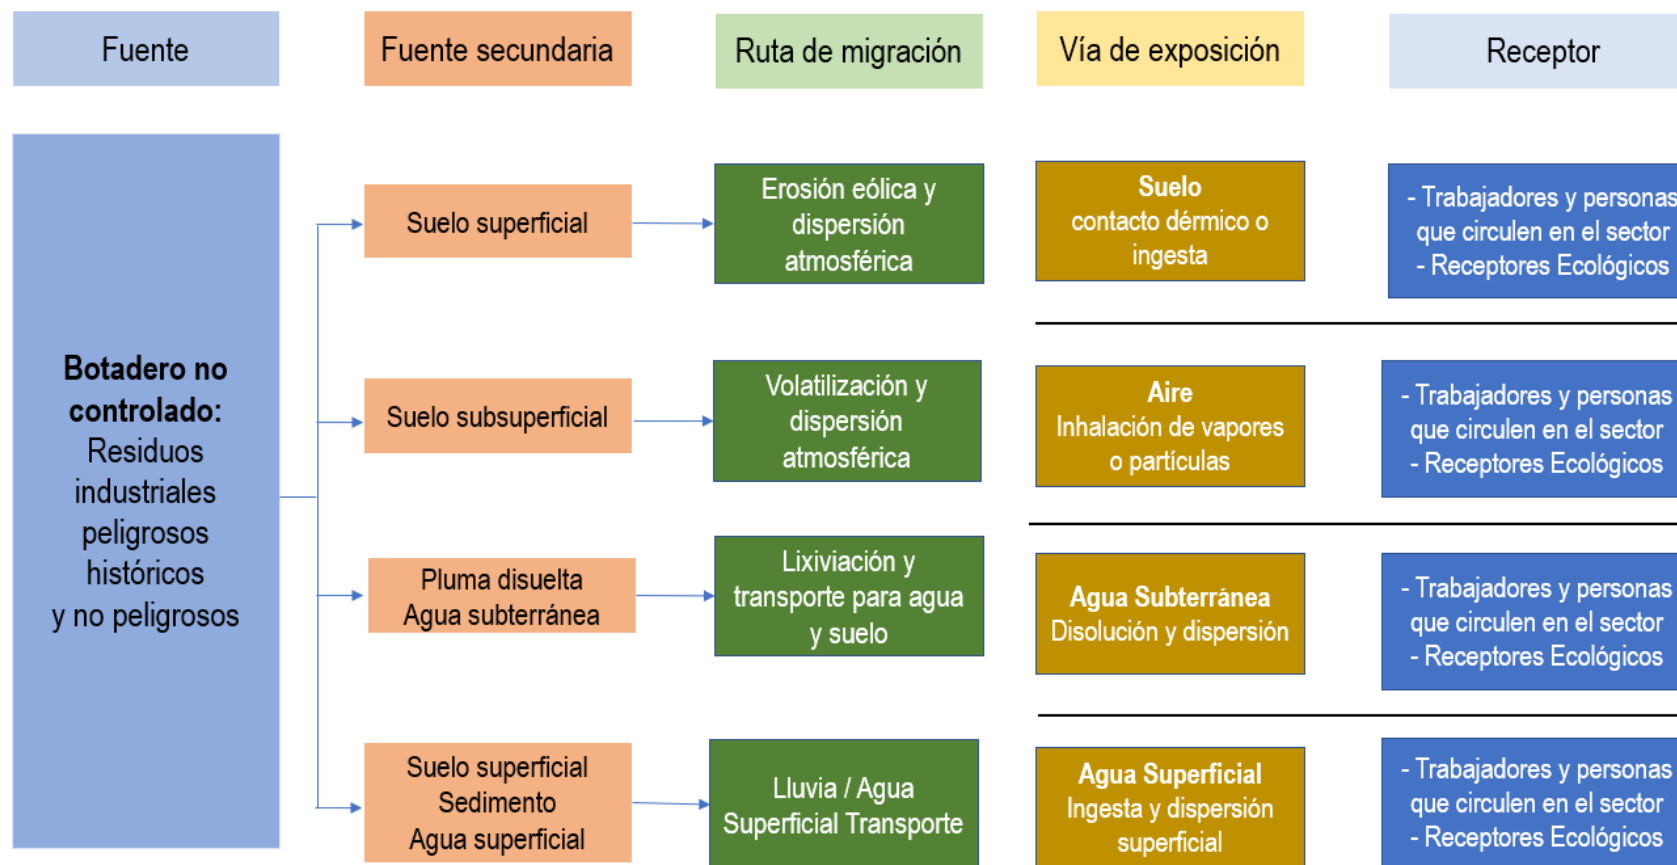 Fuente
Fuente secundaria
Ruta de migración
Vía de exposición
Receptor
Botadero no
controlado:
Residuos
industriales
peligrosos
históricos
y no peligrosos
Suelo superficial
Erosión eólica y
dispersión
atmosférica
Suelo
contacto dérmico o
ingesta
- Trabajadores y personas
que circulen en el sector
- Receptores Ecológicos
Suelo subsuperficial
Volatilización y
dispersión
atmosférica
Aire
Inhalación de vapores
o partículas
- Trabajadores y personas
que circulen en el sector
- Receptores Ecológicos
Pluma disuelta
Agua subterránea
Lixiviación y
transporte para agua
y suelo
Agua Subterránea
Disolución y dispersión
- Trabajadores y personas
que circulen en el sector
- Receptores Ecológicos
Suelo superficial
Sedimento
Agua superficial
Lluvia / Agua
Superficial Transporte
Agua Superficial
Ingesta y dispersión
superficial
- Trabajadores y personas
que circulen en el sector
- Receptores Ecológicos